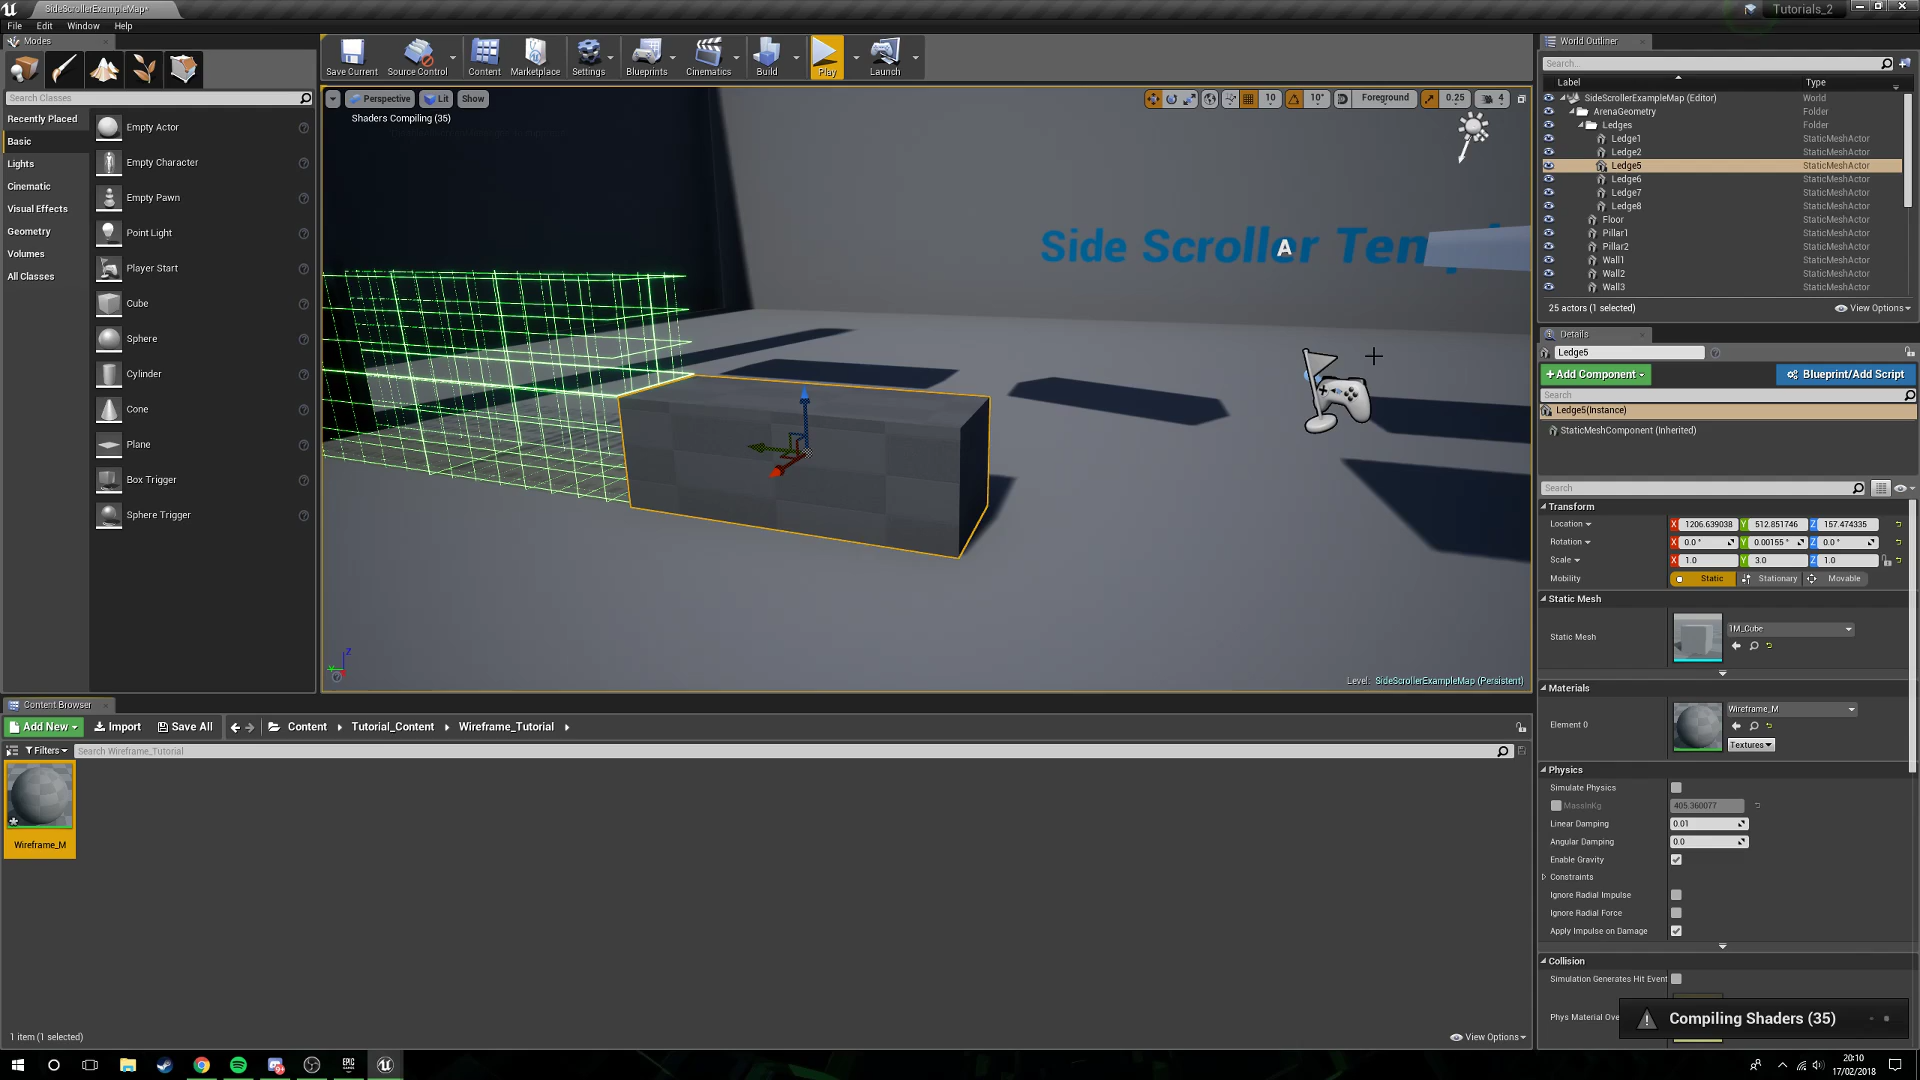 SideScrollerExampleMap*
Tutorials_2
File Edit Window Help
Modes
Search Classes
Recently Placed
Basic
Lights
Cinematic
Visual Effects
Geometry
Volumes
All Classes
Empty Actor
Empty Character
Empty Pawn
Point Light
Player Start
Cube
Sphere
Cylinder
Cone
Plane
Box Trigger
Sphere Trigger
Save Current
Source Control
Content
Marketplace
Settings
Blueprints
Cinematics
Build
Play
Launch
Perspective
Lit
Show
10
10°
Foreground
0.25
4
Shaders Compiling (35)
Side Scroller Temp
A
Level: SideScrollerExampleMap (Persistent)
World Outliner
Search...
Label Type
SideScrollerExampleMap (Editor) World
ArenaGeometry Folder
Ledges Folder
Ledge1 StaticMeshActor
Ledge2 StaticMeshActor
Ledge5 StaticMeshActor
Ledge6 StaticMeshActor
Ledge7 StaticMeshActor
Ledge8 StaticMeshActor
Floor StaticMeshActor
Pillar1 StaticMeshActor
Pillar2 StaticMeshActor
Wall1 StaticMeshActor
Wall2 StaticMeshActor
Wall3 StaticMeshActor
25 actors (1 selected)
View Options
Details
Ledge5
+Add Component
Blueprint/Add Script
Search
Ledge5(Instance)
StaticMeshComponent (Inherited)
Search
Transform
Location X 1206.639038 Y 512.851746 Z 157.474335
Rotation X 0.0 ° Y 0.00155 ° Z 0.0 °
Scale X 1.0 Y 3.0 Z 1.0
Mobility Static Stationary Movable
Static Mesh
Static Mesh
1M_Cube
Materials
Element 0
Wireframe_M
Textures
Physics
Simulate Physics
MassInKg 405.360077
Linear Damping 0.01
Angular Damping 0.0
Enable Gravity
Constraints
Ignore Radial Impulse
Ignore Radial Force
Apply Impulse on Damage
Collision
Simulation Generates Hit Event
Phys Material Ove
Compiling Shaders (35)
Content Browser
Add New
Import
Save All
Content
Tutorial_Content
Wireframe_Tutorial
Filters
Search Wireframe_Tutorial
Wireframe_M
1 item (1 selected)
View Options
EPIC GAMES
20:10
17/02/2018